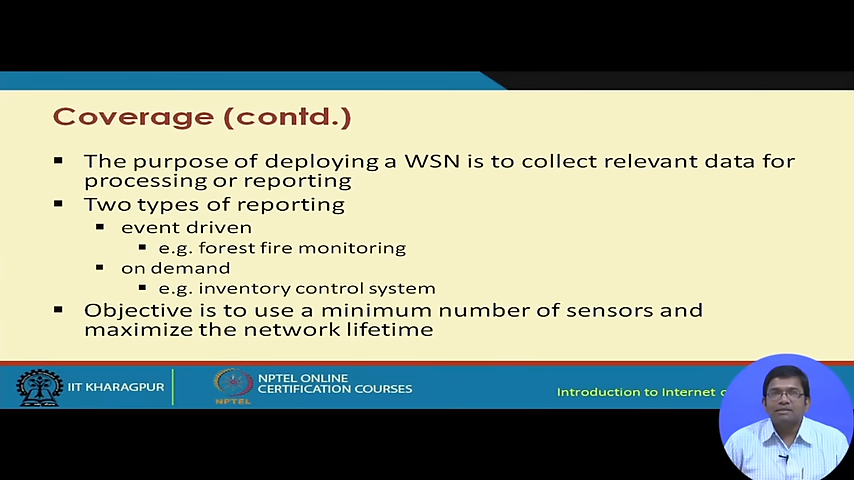 Coverage (contd.)
▪ The purpose of deploying a WSN is to collect relevant data for
processing or reporting
▪ Two types of reporting
▪ event driven
▪ e.g. forest fire monitoring
▪ on demand
▪ e.g. inventory control system
▪ Objective is to use a minimum number of sensors and
maximize the network lifetime
IIT KHARAGPUR
NPTEL
NPTEL ONLINE
CERTIFICATION COURSES
Introduction to Internet